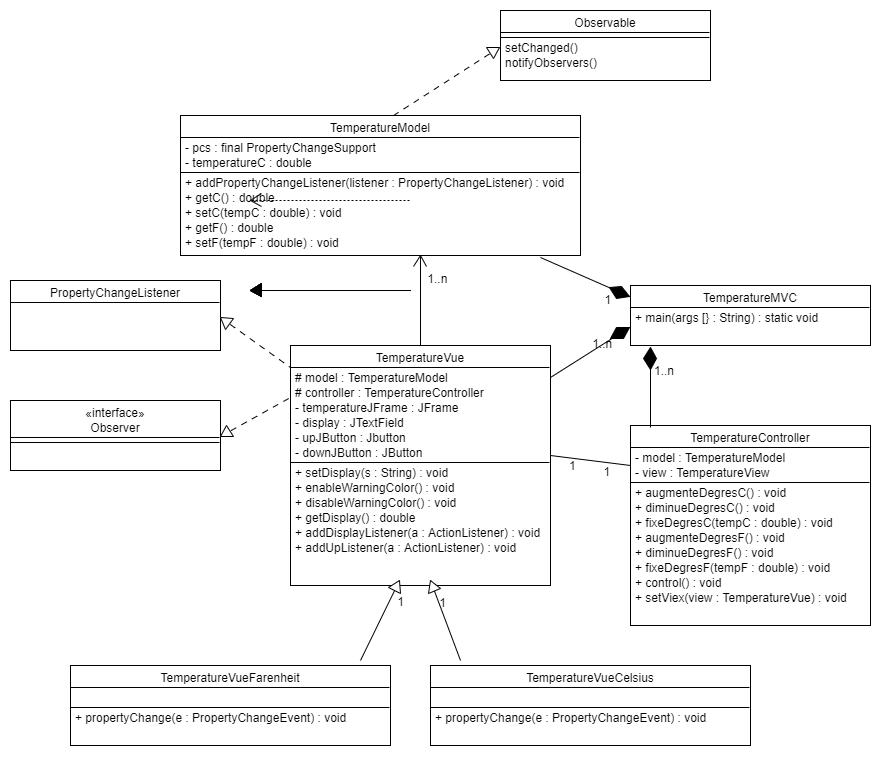 Observable
setChanged()
notifyObservers()
TemperatureModel
- pcs : final PropertyChangeSupport
- temperatureC : double
+ addPropertyChangeListener(listener : PropertyChangeListener) : void
+ getC() : double
+ setC(tempC : double) : void
+ getF() : double
+ setF(tempF : double) : void
1..n
PropertyChangeListener
1
TemperatureMVC
+ main(args [} : String) : static void
1..n
1..n
«interface»
Observer
TemperatureVue
# model : TemperatureModel
# controller : TemperatureController
- temperatureJFrame : JFrame
- display : JTextField
- upJButton : Jbutton
- downJButton : JButton
+ setDisplay(s : String) : void
+ enableWarningColor() : void
+ disableWarningColor() : void
+ getDisplay() : double
+ addDisplayListener(a : ActionListener) : void
+ addUpListener(a : ActionListener) : void
1
1
TemperatureController
- model : TemperatureModel
- view : TemperatureView
+ augmenteDegresC() : void
+ diminueDegresC() : void
+ fixeDegresC(tempC : double) : void
+ augmenteDegresF() : void
+ diminueDegresF() : void
+ fixeDegresF(tempF : double) : void
+ control() : void
+ setViex(view : TemperatureVue) : void
1
1
TemperatureVueFarenheit
+ propertyChange(e : PropertyChangeEvent) : void
TemperatureVueCelsius
+ propertyChange(e : PropertyChangeEvent) : void